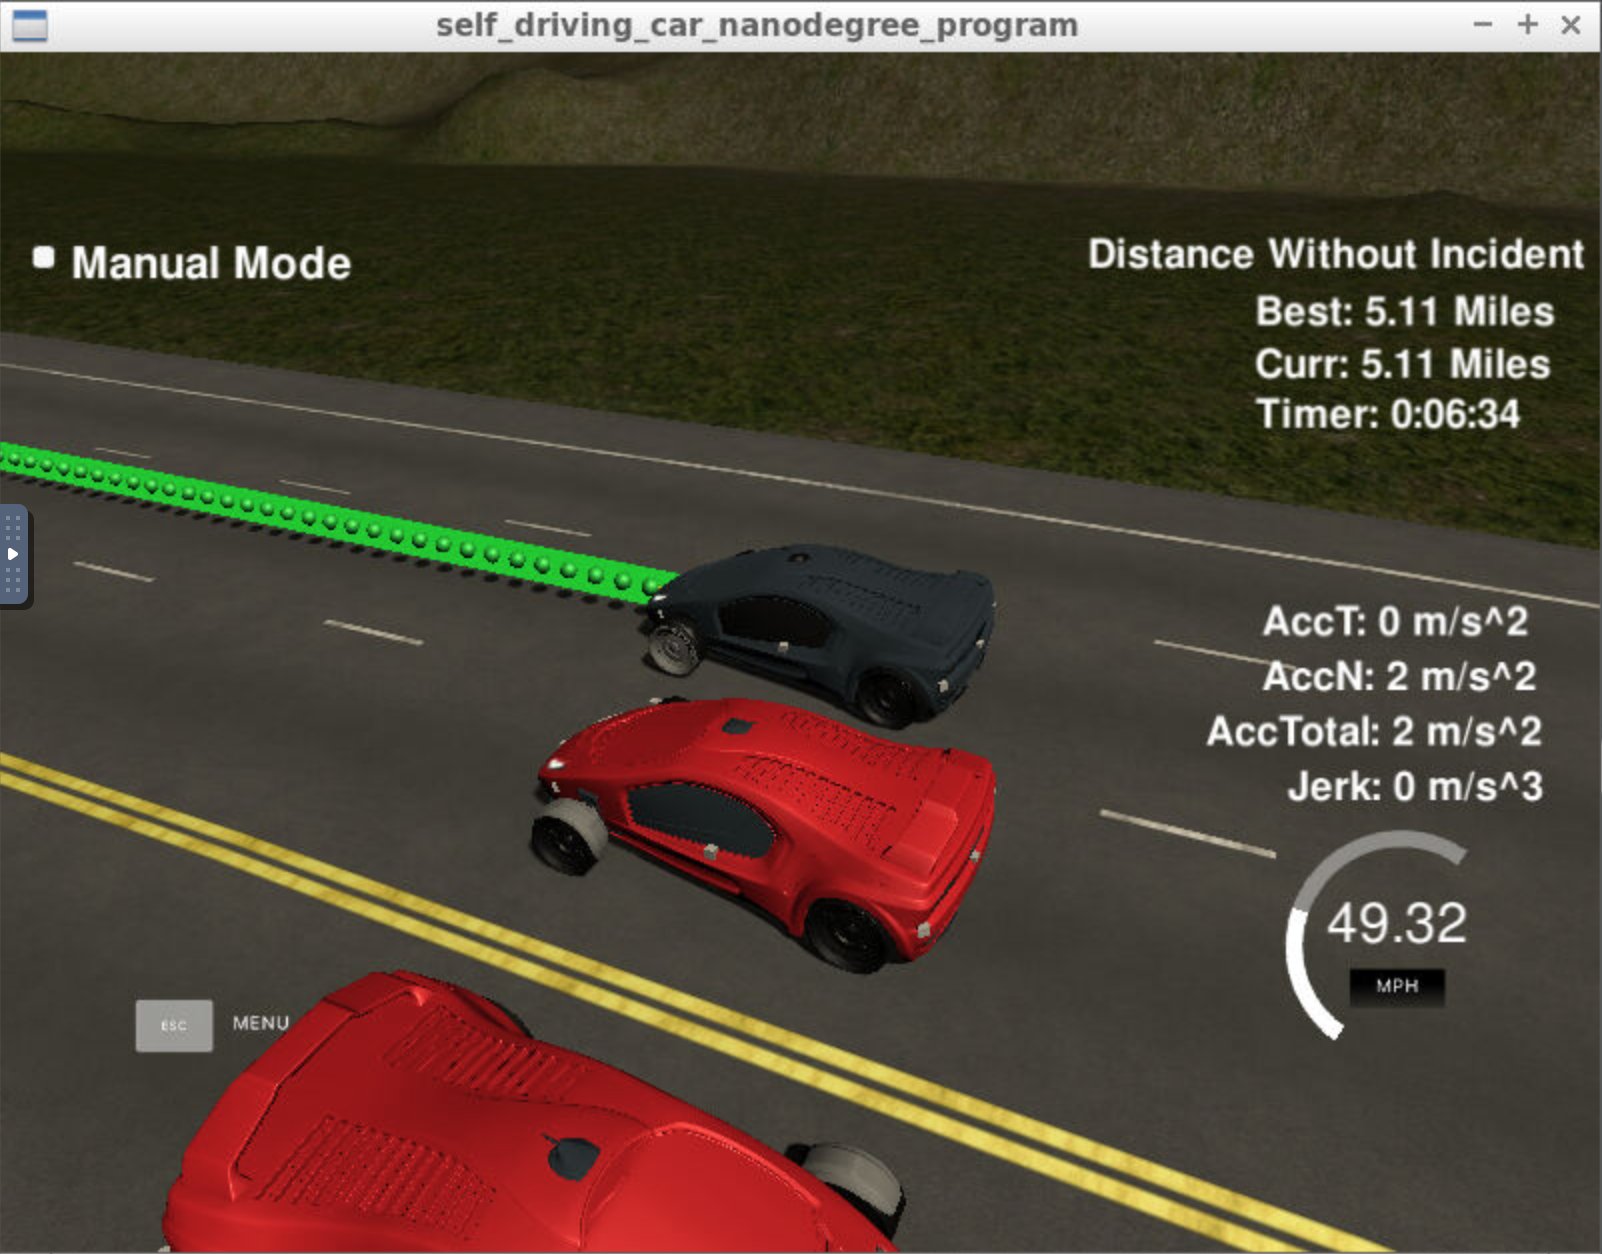 self_driving_car_nanodegree_program
Manual Mode
Distance Without Incident
Best: 5.11 Miles
Curr: 5.11 Miles
Timer: 0:06:34
AccT: 0 m/s^2
AccN: 2 m/s^2
AccTotal: 2 m/s^2
Jerk: 0 m/s^3
49.32
MPH
ESC MENU